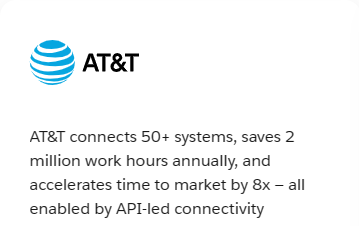 AT&T
AT&T connects 50+ systems, saves 2
million work hours annually, and
accelerates time to market by 8x – all
enabled by API-led connectivity